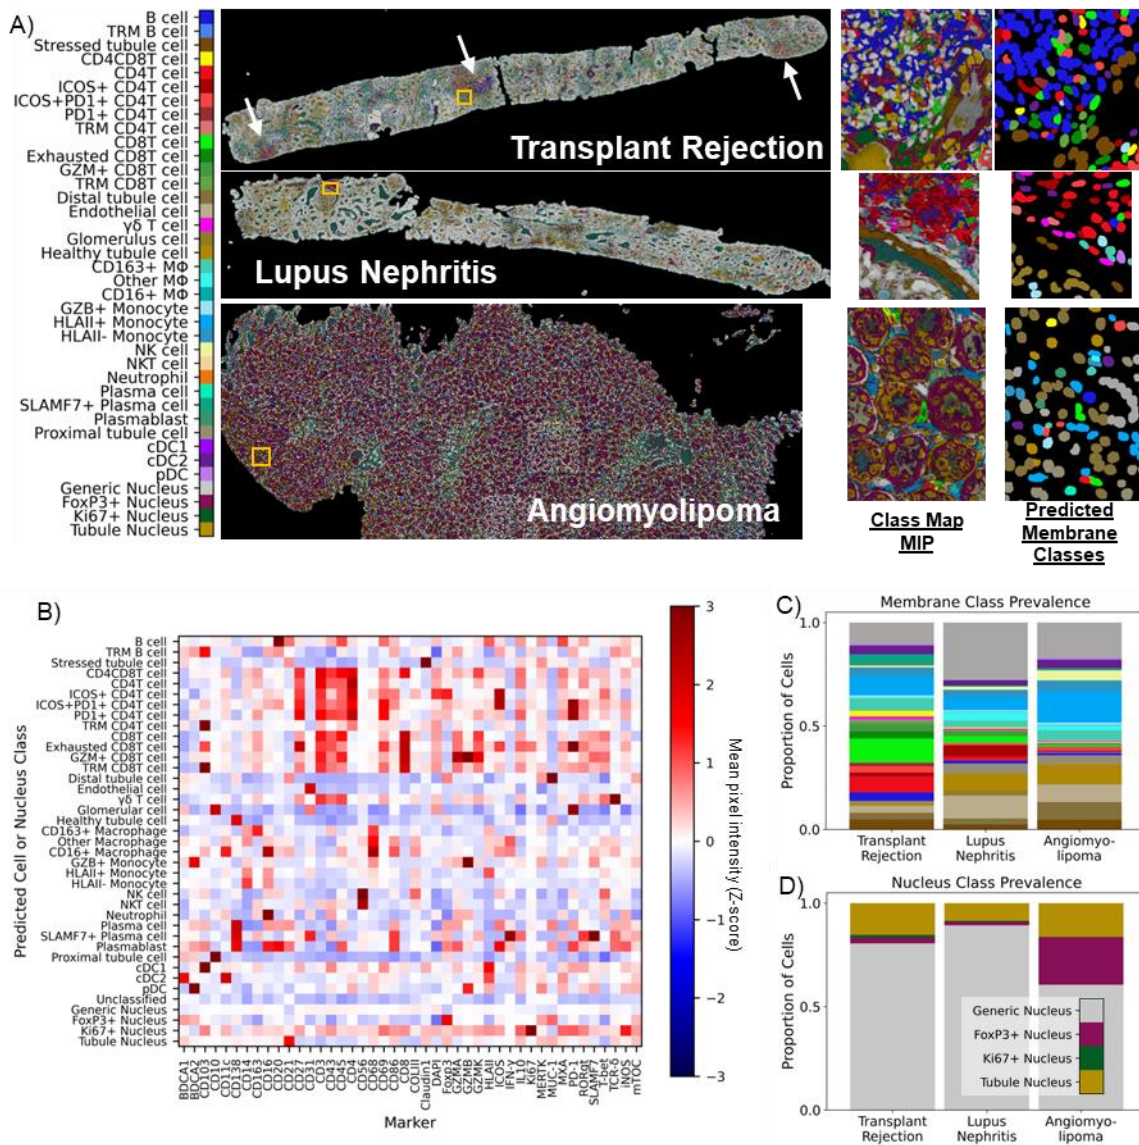 A)
B cell
TRM B cell
Stressed tubule cell
CD4CD8T cell
CD4T cell
ICOS+ CD4T cell
ICOS+PD1+ CD4T cell
PD1+ CD4T cell
TRM CD4T cell
CD8T cell
Exhausted CD8T cell
GZM+ CD8T cell
TRM CD8T cell
Distal tubule cell
Endothelial cell
γδ T cell
Glomerulus cell
Healthy tubule cell
CD163+ MΦ
Other MΦ
CD16+ MΦ
GZB+ Monocyte
HLAII+ Monocyte
HLAII- Monocyte
NK cell
NKT cell
Neutrophil
Plasma cell
SLAMF7+ Plasma cell
Plasmablast
Proximal tubule cell
cDC1
cDC2
pDC
Generic Nucleus
FoxP3+ Nucleus
Ki67+ Nucleus
Tubule Nucleus
Transplant Rejection
Lupus Nephritis
Angiomyolipoma
Class Map
MIP
Predicted
Membrane
Classes
B)
Predicted Cell or Nucleus Class
B cell
TRM B cell
Stressed tubule cell
CD4CD8T cell
CD4T cell
ICOS+ CD4T cell
ICOS+PD1+ CD4T cell
PD1+ CD4T cell
TRM CD4T cell
CD8T cell
Exhausted CD8T cell
GZM+ CD8T cell
TRM CD8T cell
Distal tubule cell
Endothelial cell
γδ T cell
Glomerular cell
Healthy tubule cell
CD163+ Macrophage
Other Macrophage
CD16+ Macrophage
GZB+ Monocyte
HLAII+ Monocyte
HLAII- Monocyte
NK cell
NKT cell
Neutrophil
Plasma cell
SLAMF7+ Plasma cell
Plasmablast
Proximal tubule cell
cDC1
cDC2
pDC
Unclassified
Generic Nucleus
FoxP3+ Nucleus
Ki67+ Nucleus
Tubule Nucleus
BDCA1
BDCA2
CD103
CD10
CD11c
CD138
CD14
CD163
CD16
CD20
CD21
CD27
CD31
CD3
CD43
CD45
CD4
CD56
CD68
CD69
CD86
CD8
COLIII
Claudin1
DAPI
Foxp3
GZMA
GZMB
GZMK
HLAII
ICOS
IFN-γ
IL10
Ki67
MERTK
MUC-1
MXA
PD-1
RORgt
SLAMF7
T-bet
TCR-δ
iNOS
mTOC
Marker
3
2
1
0
−1
−2
−3
Mean pixel intensity (Z-score)
C)
Membrane Class Prevalence
Proportion of Cells
1.0
0.5
0.0
Transplant
Rejection
Lupus
Nephritis
Angiomyo-
lipoma
D)
Nucleus Class Prevalence
Proportion of Cells
1.0
0.5
0.0
Generic Nucleus
FoxP3+ Nucleus
Ki67+ Nucleus
Tubule Nucleus
Transplant
Rejection
Lupus
Nephritis
Angiomyo-
lipoma